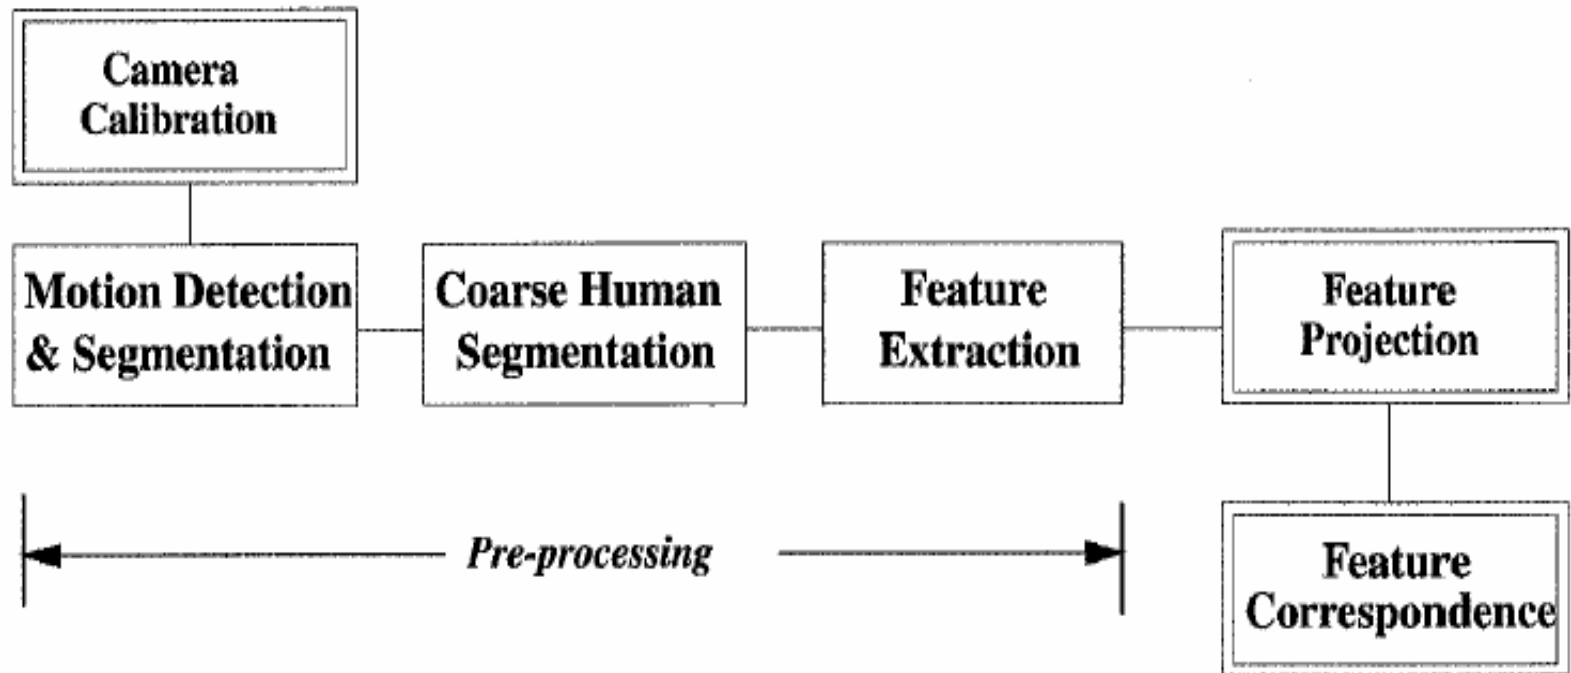 Camera
Calibration
Motion Detection
& Segmentation
Coarse Human
Segmentation
Feature
Extraction
Feature
Projection
Pre-processing
Feature
Correspondence